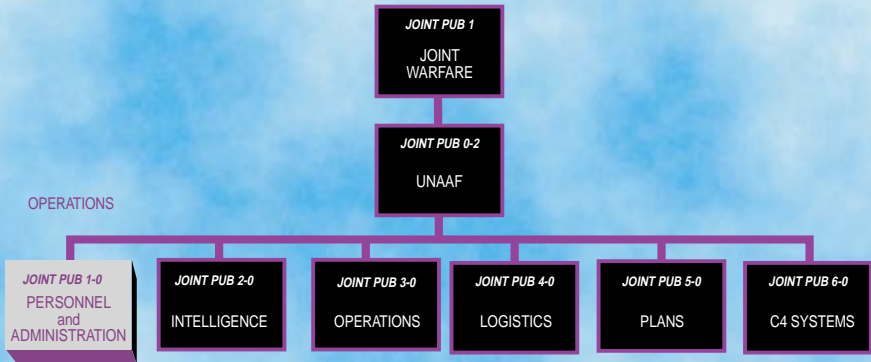 JOINT PUB 1
JOINT
WARFARE
JOINT PUB 0-2
UNAAF
OPERATIONS
JOINT PUB 1-0
PERSONNEL
and
ADMINISTRATION
JOINT PUB 2-0
INTELLIGENCE
JOINT PUB 3-0
OPERATIONS
JOINT PUB 4-0
LOGISTICS
JOINT PUB 5-0
PLANS
JOINT PUB 6-0
C4 SYSTEMS